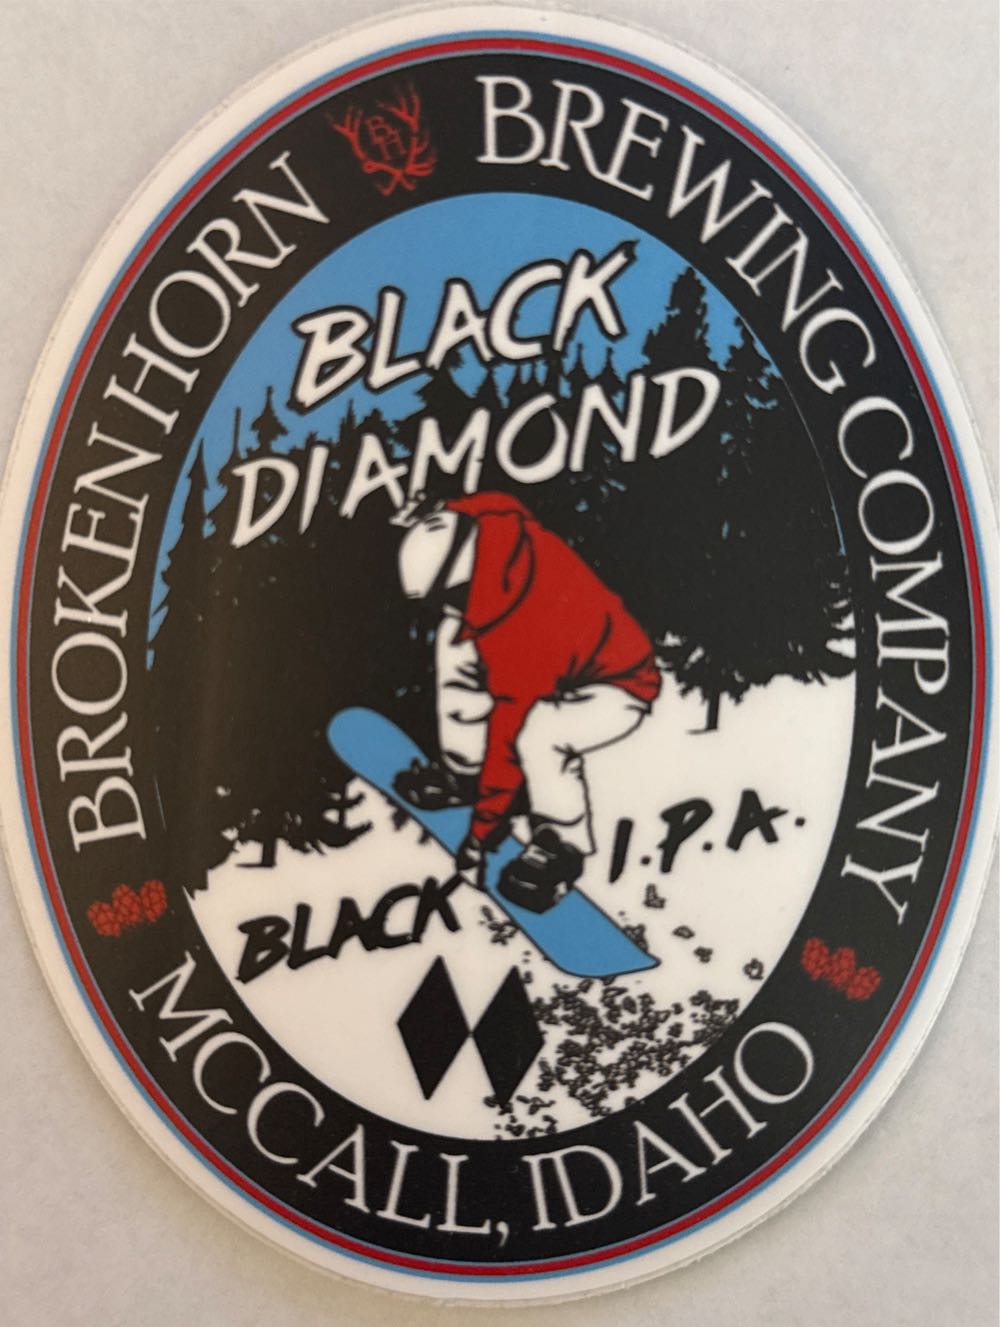 BROKEN HORN BH BREWING COMPANY
BLACK
DIAMOND
BLACK I.P.A.
MCCALL, IDAHO